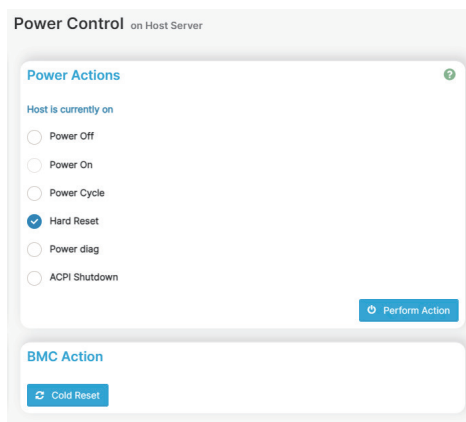 Power Control on Host Server
Power Actions
Host is currently on
Power Off
Power On
Power Cycle
Hard Reset
Power diag
ACPI Shutdown
Perform Action
BMC Action
Cold Reset